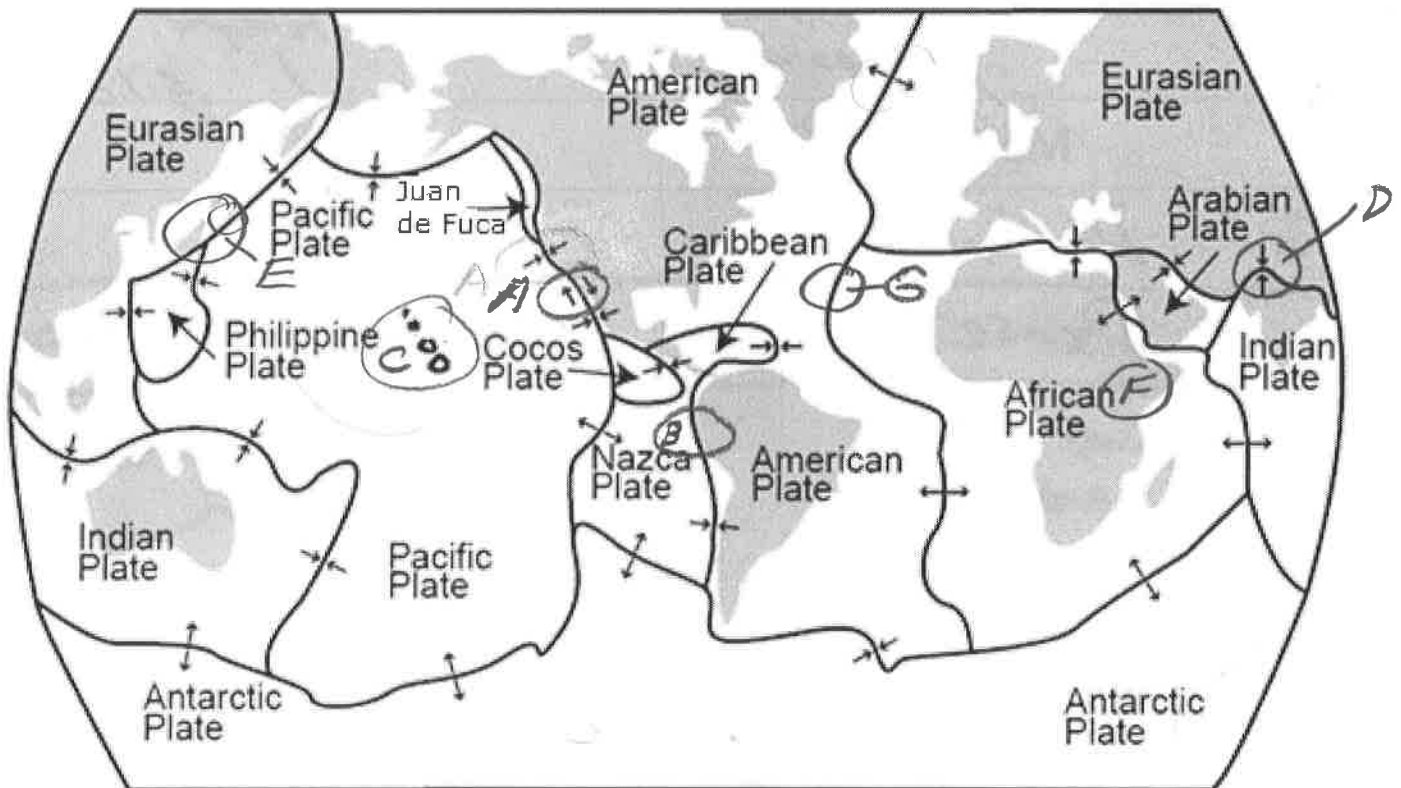 American
Plate
Eurasian
Plate
Eurasian
Plate
Juan
de Fuca
Pacific
Plate
Arabian
Plate
D
Caribbean
Plate
E
A
A
G
Philippine
Plate
C
Cocos
Plate
Indian
Plate
African
Plate
F
B
Nazca
Plate
American
Plate
Indian
Plate
Pacific
Plate
Antarctic
Plate
Antarctic
Plate